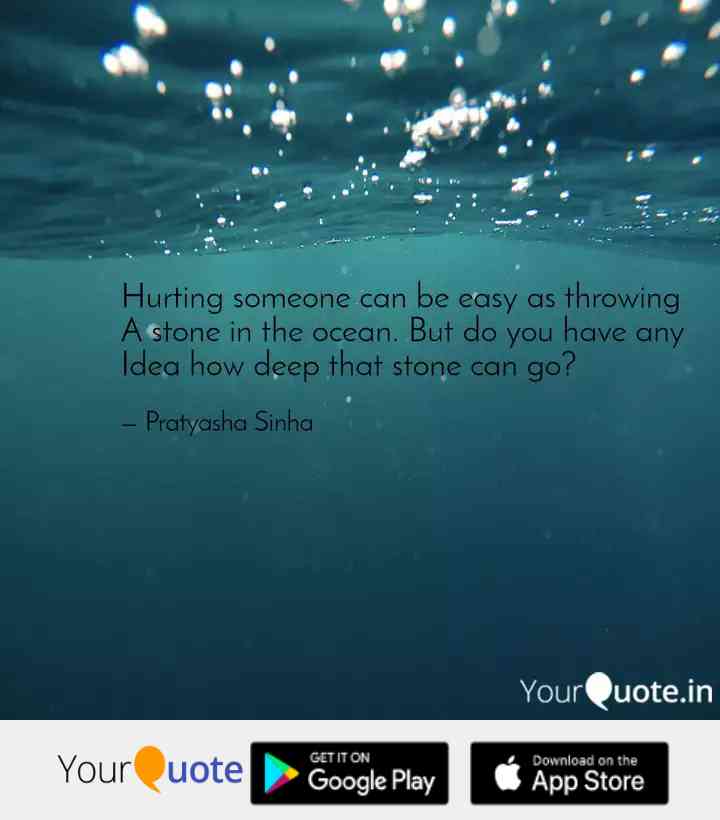 Hurting someone can be easy as throwing
A stone in the ocean. But do you have any
Idea how deep that stone can go?
– Pratyasha Sinha
YourQuote.in
YourQuote
GET IT ON
Google Play
Download on the
App Store